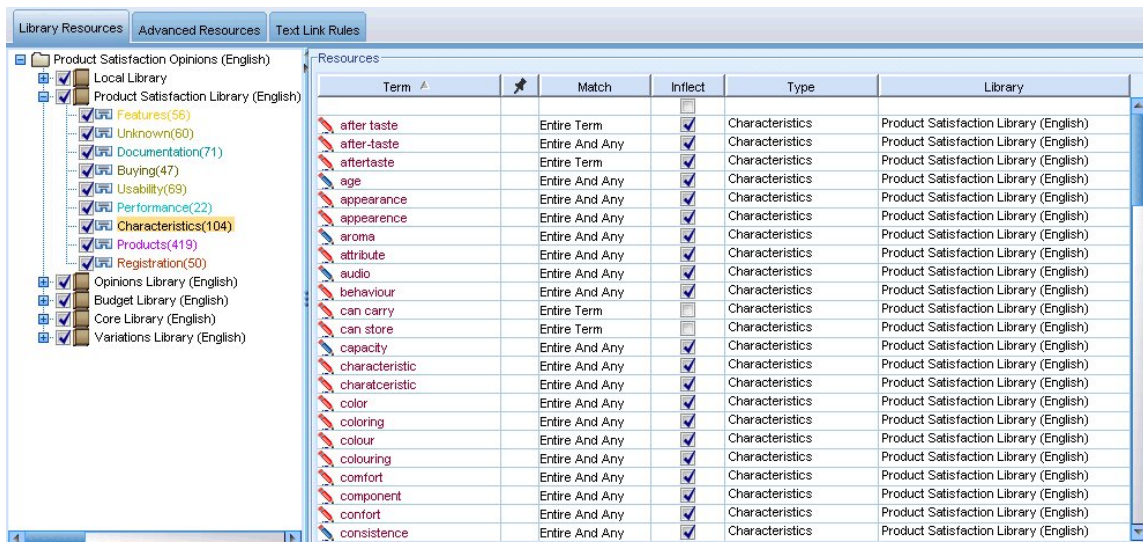 Library Resources Advanced Resources Text Link Rules
Product Satisfaction Opinions (English)
Local Library
Product Satisfaction Library (English)
Features(56)
Unknown(60)
Documentation(71)
Buying(47)
Usability(69)
Performance(22)
Characteristics(104)
Products(419)
Registration(50)
Opinions Library (English)
Budget Library (English)
Core Library (English)
Variations Library (English)
Resources
Term Match Inflect Type Library
after taste Entire Term Characteristics Product Satisfaction Library (English)
after-taste Entire And Any Characteristics Product Satisfaction Library (English)
aftertaste Entire Term Characteristics Product Satisfaction Library (English)
age Entire And Any Characteristics Product Satisfaction Library (English)
appearance Entire And Any Characteristics Product Satisfaction Library (English)
appearence Entire And Any Characteristics Product Satisfaction Library (English)
aroma Entire And Any Characteristics Product Satisfaction Library (English)
attribute Entire And Any Characteristics Product Satisfaction Library (English)
audio Entire And Any Characteristics Product Satisfaction Library (English)
behaviour Entire And Any Characteristics Product Satisfaction Library (English)
can carry Entire Term Characteristics Product Satisfaction Library (English)
can store Entire Term Characteristics Product Satisfaction Library (English)
capacity Entire And Any Characteristics Product Satisfaction Library (English)
characteristic Entire And Any Characteristics Product Satisfaction Library (English)
charatceristic Entire And Any Characteristics Product Satisfaction Library (English)
color Entire And Any Characteristics Product Satisfaction Library (English)
coloring Entire And Any Characteristics Product Satisfaction Library (English)
colour Entire And Any Characteristics Product Satisfaction Library (English)
colouring Entire And Any Characteristics Product Satisfaction Library (English)
comfort Entire And Any Characteristics Product Satisfaction Library (English)
component Entire And Any Characteristics Product Satisfaction Library (English)
confort Entire And Any Characteristics Product Satisfaction Library (English)
consistence Entire And Any Characteristics Product Satisfaction Library (English)